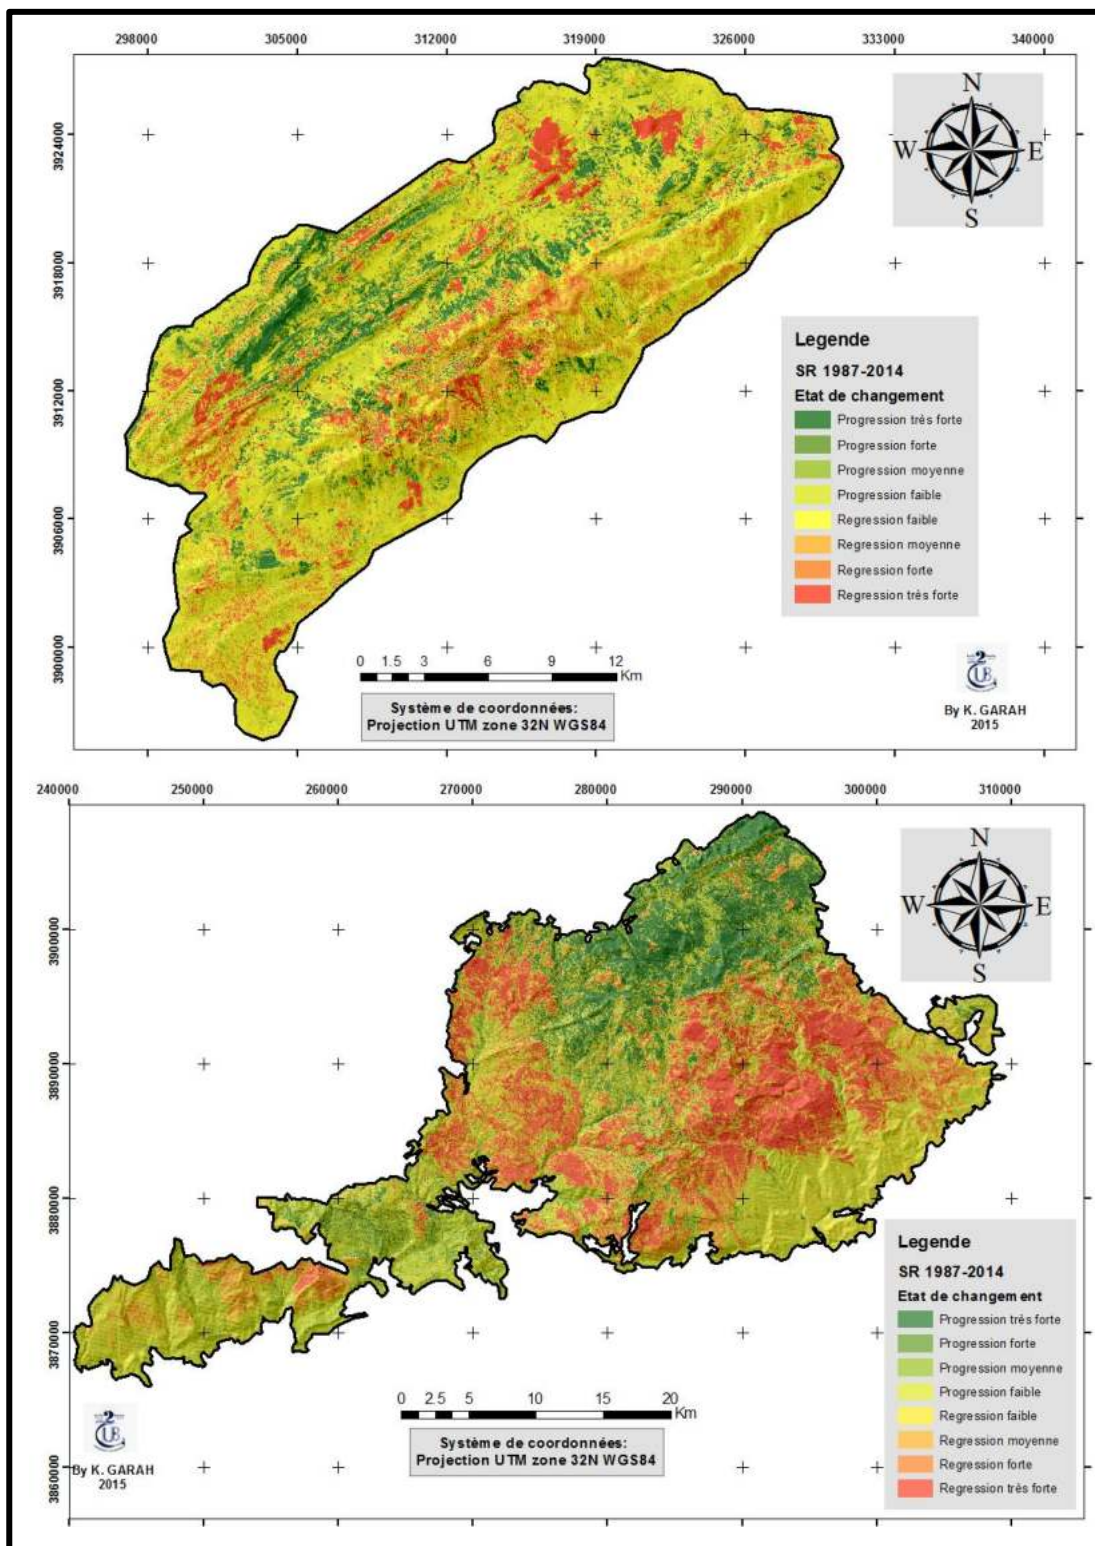 298000 305000 312000 319000 326000 333000 340000
3924000
3918000
3912000
3906000
3900000
N
W E
S
Legende
SR 1987-2014
Etat de changement
Progression très forte
Progression forte
Progression moyenne
Progression faible
Regression faible
Regression moyenne
Regression forte
Regression très forte
0 1.5 3 6 9 12
Km
Système de coordonnées:
Projection UTM zone 32N WGS84
2
UB
By K. GARAH
2015
240000 250000 260000 270000 280000 290000 300000 310000
3900000
3890000
3880000
3870000
3860000
N
W E
S
Legende
SR 1987-2014
Etat de changement
Progression très forte
Progression forte
Progression moyenne
Progression faible
Regression faible
Regression moyenne
Regression forte
Regression très forte
0 2.5 5 10 15 20
Km
Système de coordonnées:
Projection UTM zone 32N WGS84
2
UB
By K. GARAH
2015